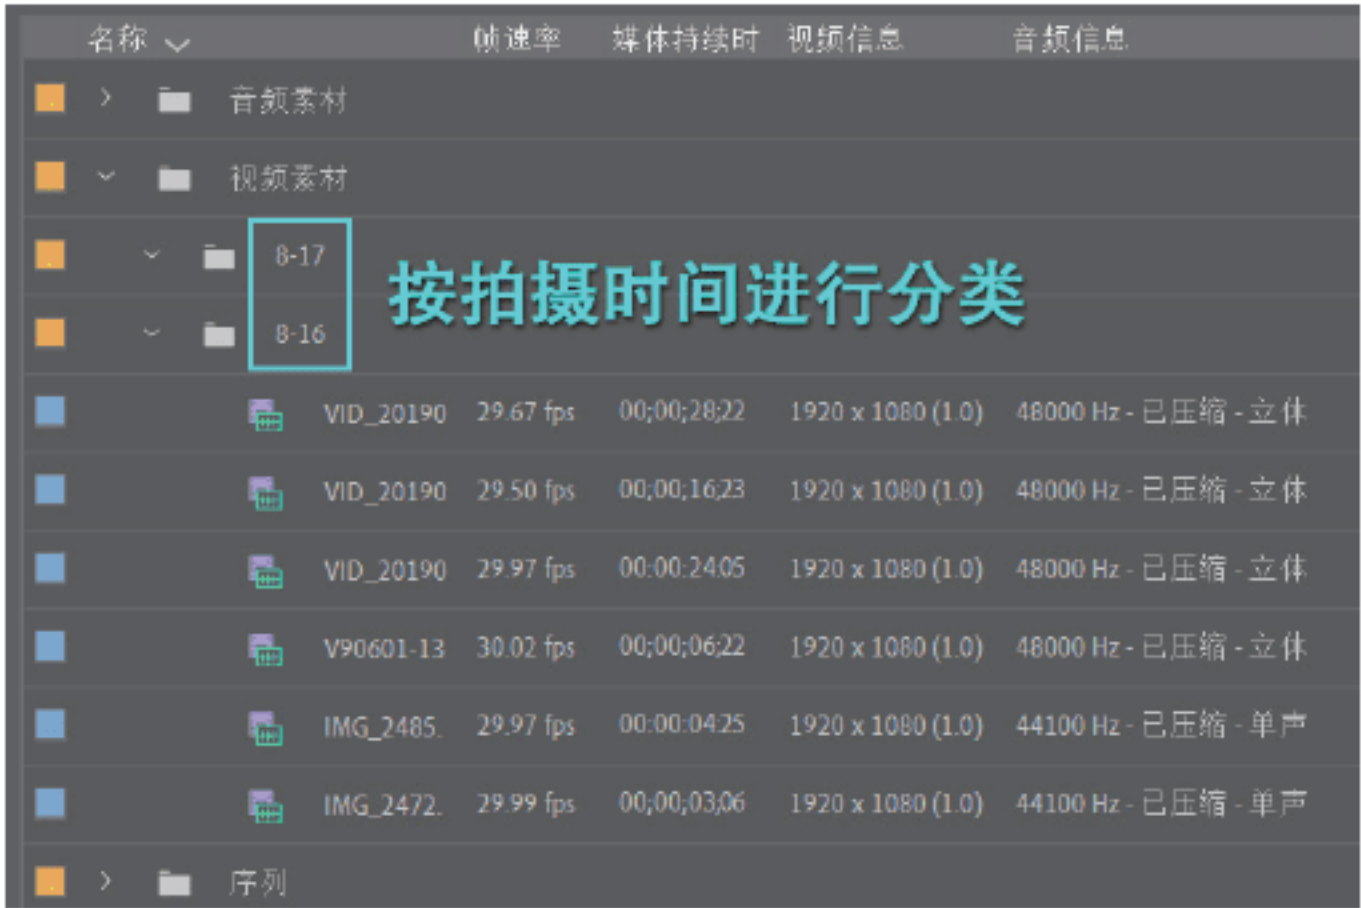 名称 帧速率 媒体持续时 视频信息 音频信息
音频素材
视频素材
8-17
按拍摄时间进行分类
8-16
VID_20190 29.67 fps 00;00;28;22 1920 x 1080 (1.0) 48000 Hz - 已压缩 - 立体
VID_20190 29.50 fps 00;00;16;23 1920 x 1080 (1.0) 48000 Hz - 已压缩 - 立体
VID_20190 29.97 fps 00:00:24:05 1920 x 1080 (1.0) 48000 Hz - 已压缩 - 立体
V90601-13 30.02 fps 00;00;06;22 1920 x 1080 (1.0) 48000 Hz - 已压缩 - 立体
IMG_2485. 29.97 fps 00:00:04:25 1920 x 1080 (1.0) 44100 Hz - 已压缩 - 单声
IMG_2472. 29.99 fps 00;00;03;06 1920 x 1080 (1.0) 44100 Hz - 已压缩 - 单声
序列